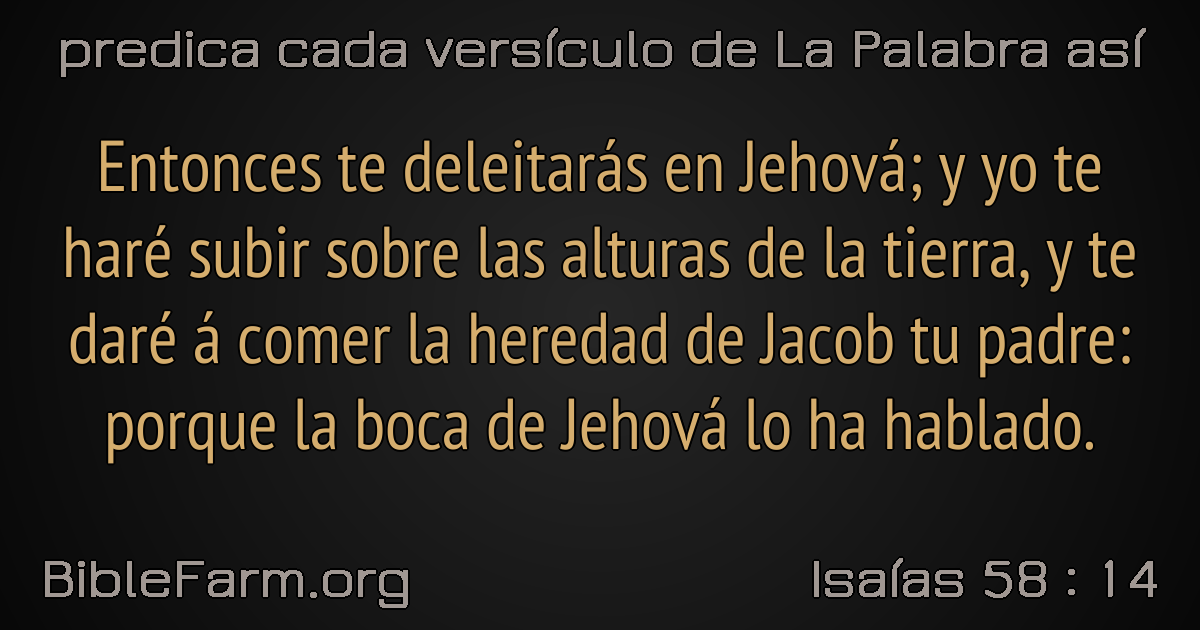 predica cada versículo de La Palabra así
Entonces te deleitarás en Jehová; y yo te
haré subir sobre las alturas de la tierra, y te
daré á comer la heredad de Jacob tu padre:
porque la boca de Jehová lo ha hablado.
BibleFarm.org
Isaías 58 : 14